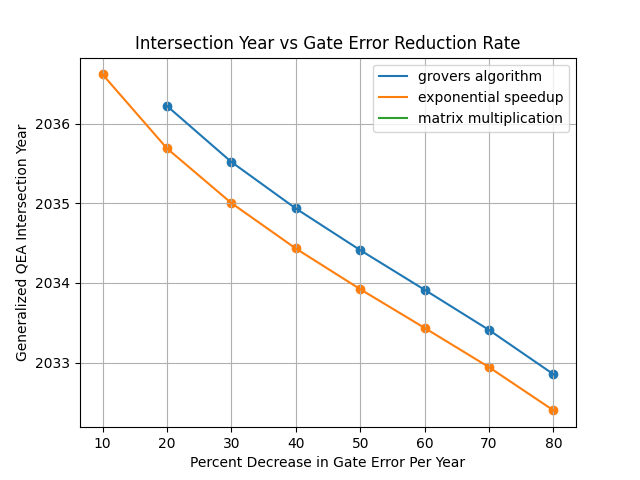 Intersection Year vs Gate Error Reduction Rate
grovers algorithm
exponential speedup
matrix multiplication
Generalized QEA Intersection Year
2036
2035
2034
2033
10 20 30 40 50 60 70 80
Percent Decrease in Gate Error Per Year